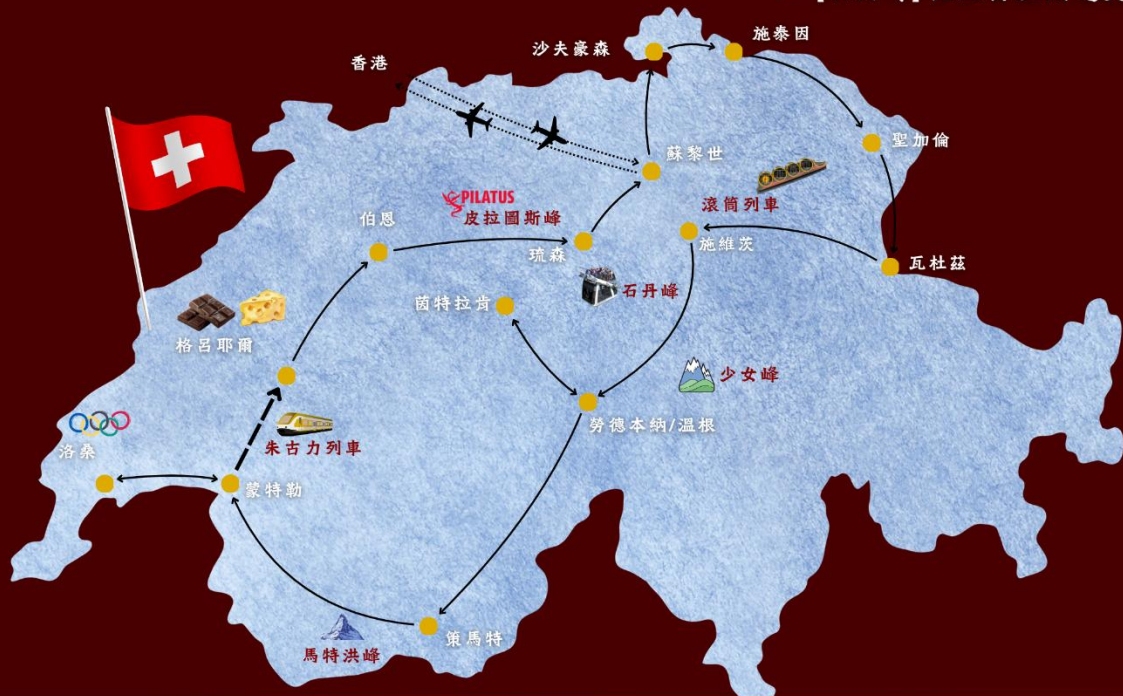 沙夫豪森
施泰因
香港
聖加倫
蘇黎世
滾筒列車
PILATUS
皮拉圖斯峰
伯恩
琉森
施維茨
瓦杜茲
石丹峰
茵特拉肯
格呂耶爾
少女峰
勞德本納/溫根
洛桑
朱古力列車
蒙特勒
策馬特
馬特洪峰